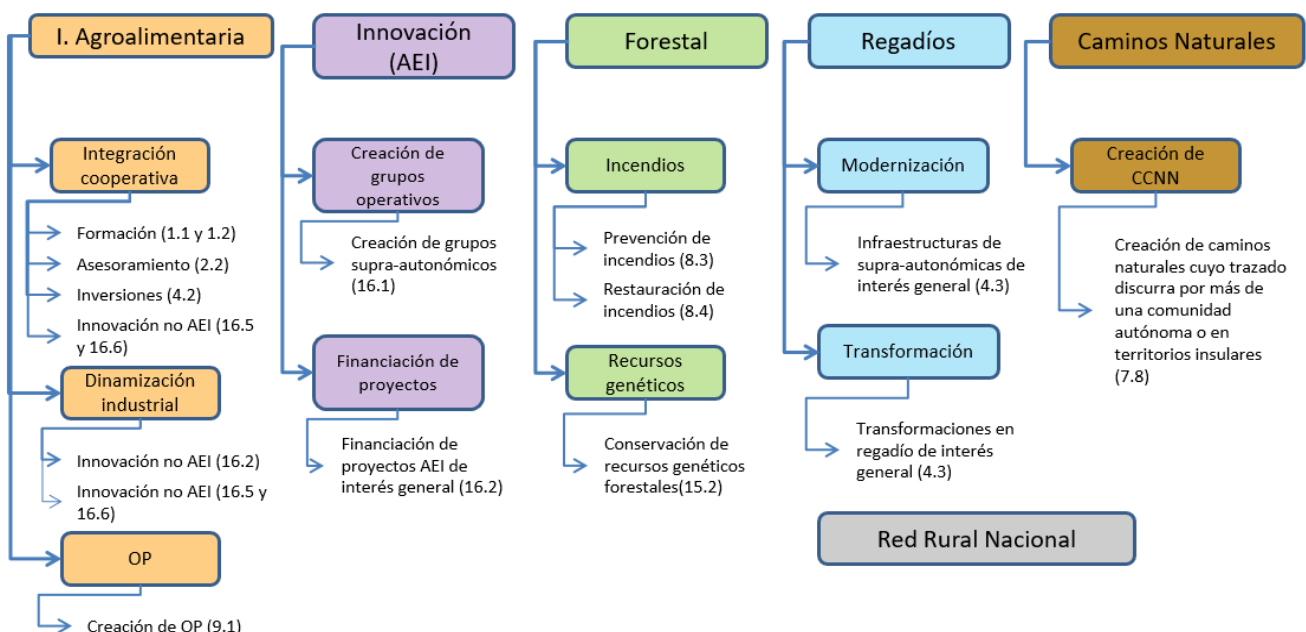 I. Agroalimentaria
Integración
cooperativa
Formación (1.1 y 1.2)
Asesoramiento (2.2)
Inversiones (4.2)
Innovación no AEI (16.5
y 16.6)
Dinamización
industrial
Innovación no AEI (16.2)
Innovación no AEI (16.5 y
16.6)
OP
Creación de OP (9.1)
Innovación
(AEI)
Creación de
grupos
operativos
Creación de grupos
supra-autonómicos
(16.1)
Financiación de
proyectos
Financiación de
proyectos AEI de
interés general (16.2)
Forestal
Incendios
Prevención de
incendios (8.3)
Restauración de
incendios (8.4)
Recursos
genéticos
Conservación de
recursos genéticos
forestales(15.2)
Regadíos
Modernización
Infraestructuras de
supra-autonómicas de
interés general (4.3)
Transformación
Transformaciones en
regadío de interés
general (4.3)
Caminos Naturales
Creación de
CCNN
Creación de caminos
naturales cuyo trazado
discurra por más de
una comunidad
autónoma o en
territorios insulares
(7.8)
Red Rural Nacional